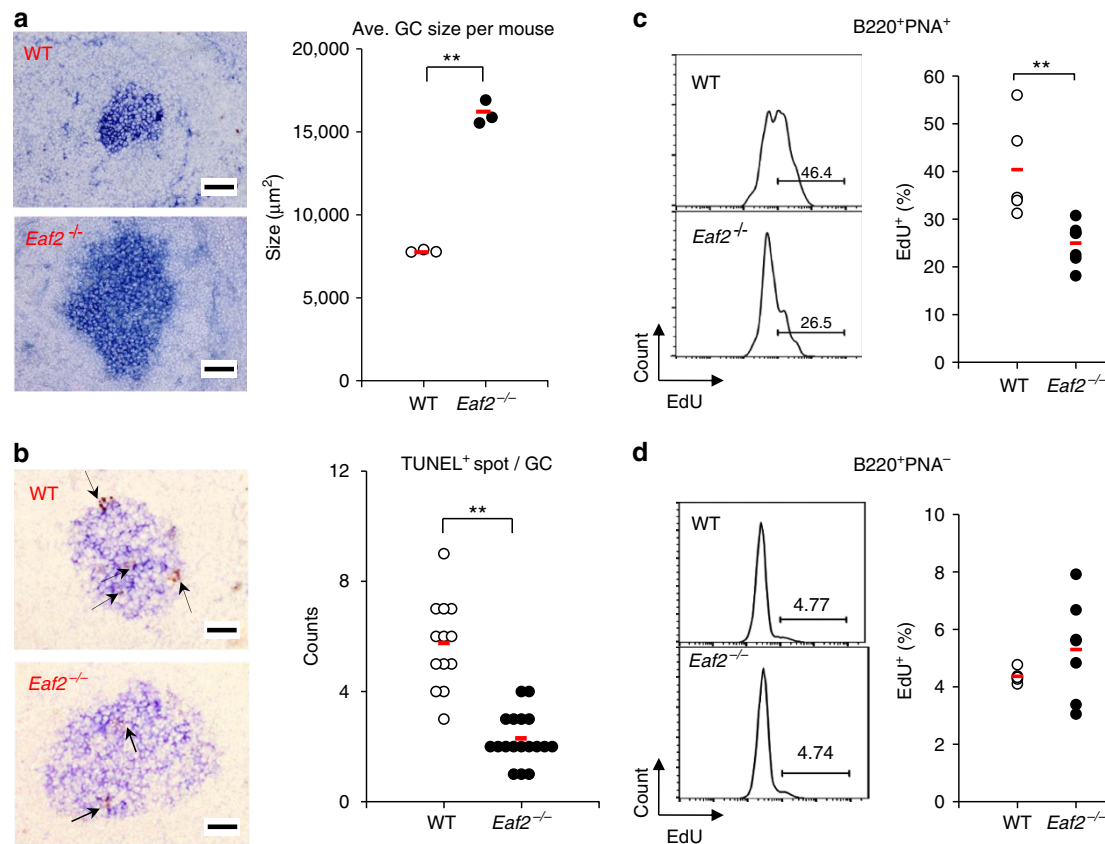 a
WT
Eaf2 -/-
Ave. GC size per mouse
20,000
15,000
10,000
5,000
0
Size (μm²)
**
WT
Eaf2⁻/⁻
b
WT
Eaf2⁻/⁻
TUNEL⁺ spot / GC
12
8
4
0
Counts
**
WT
Eaf2⁻/⁻
c
B220⁺PNA⁺
WT
46.4
Eaf2⁻/⁻
26.5
Count
EdU
60
50
40
30
20
10
0
EdU⁺ (%)
**
WT
Eaf2⁻/⁻
d
B220⁺PNA⁻
WT
4.77
Eaf2⁻/⁻
4.74
Count
EdU
10
8
6
4
2
0
EdU⁺ (%)
WT
Eaf2⁻/⁻